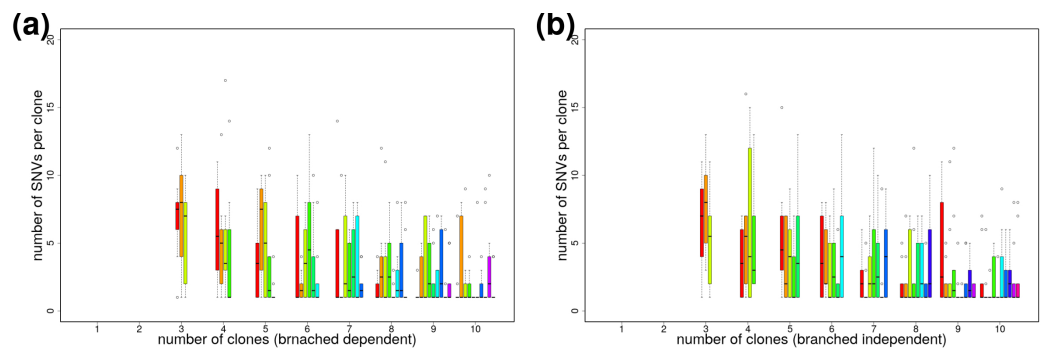 (a)
20
15
10
5
0
number of SNVs per clone
1 2 3 4 5 6 7 8 9 10
number of clones (brnached dependent)
(b)
20
15
10
5
0
number of SNVs per clone
1 2 3 4 5 6 7 8 9 10
number of clones (branched independent)